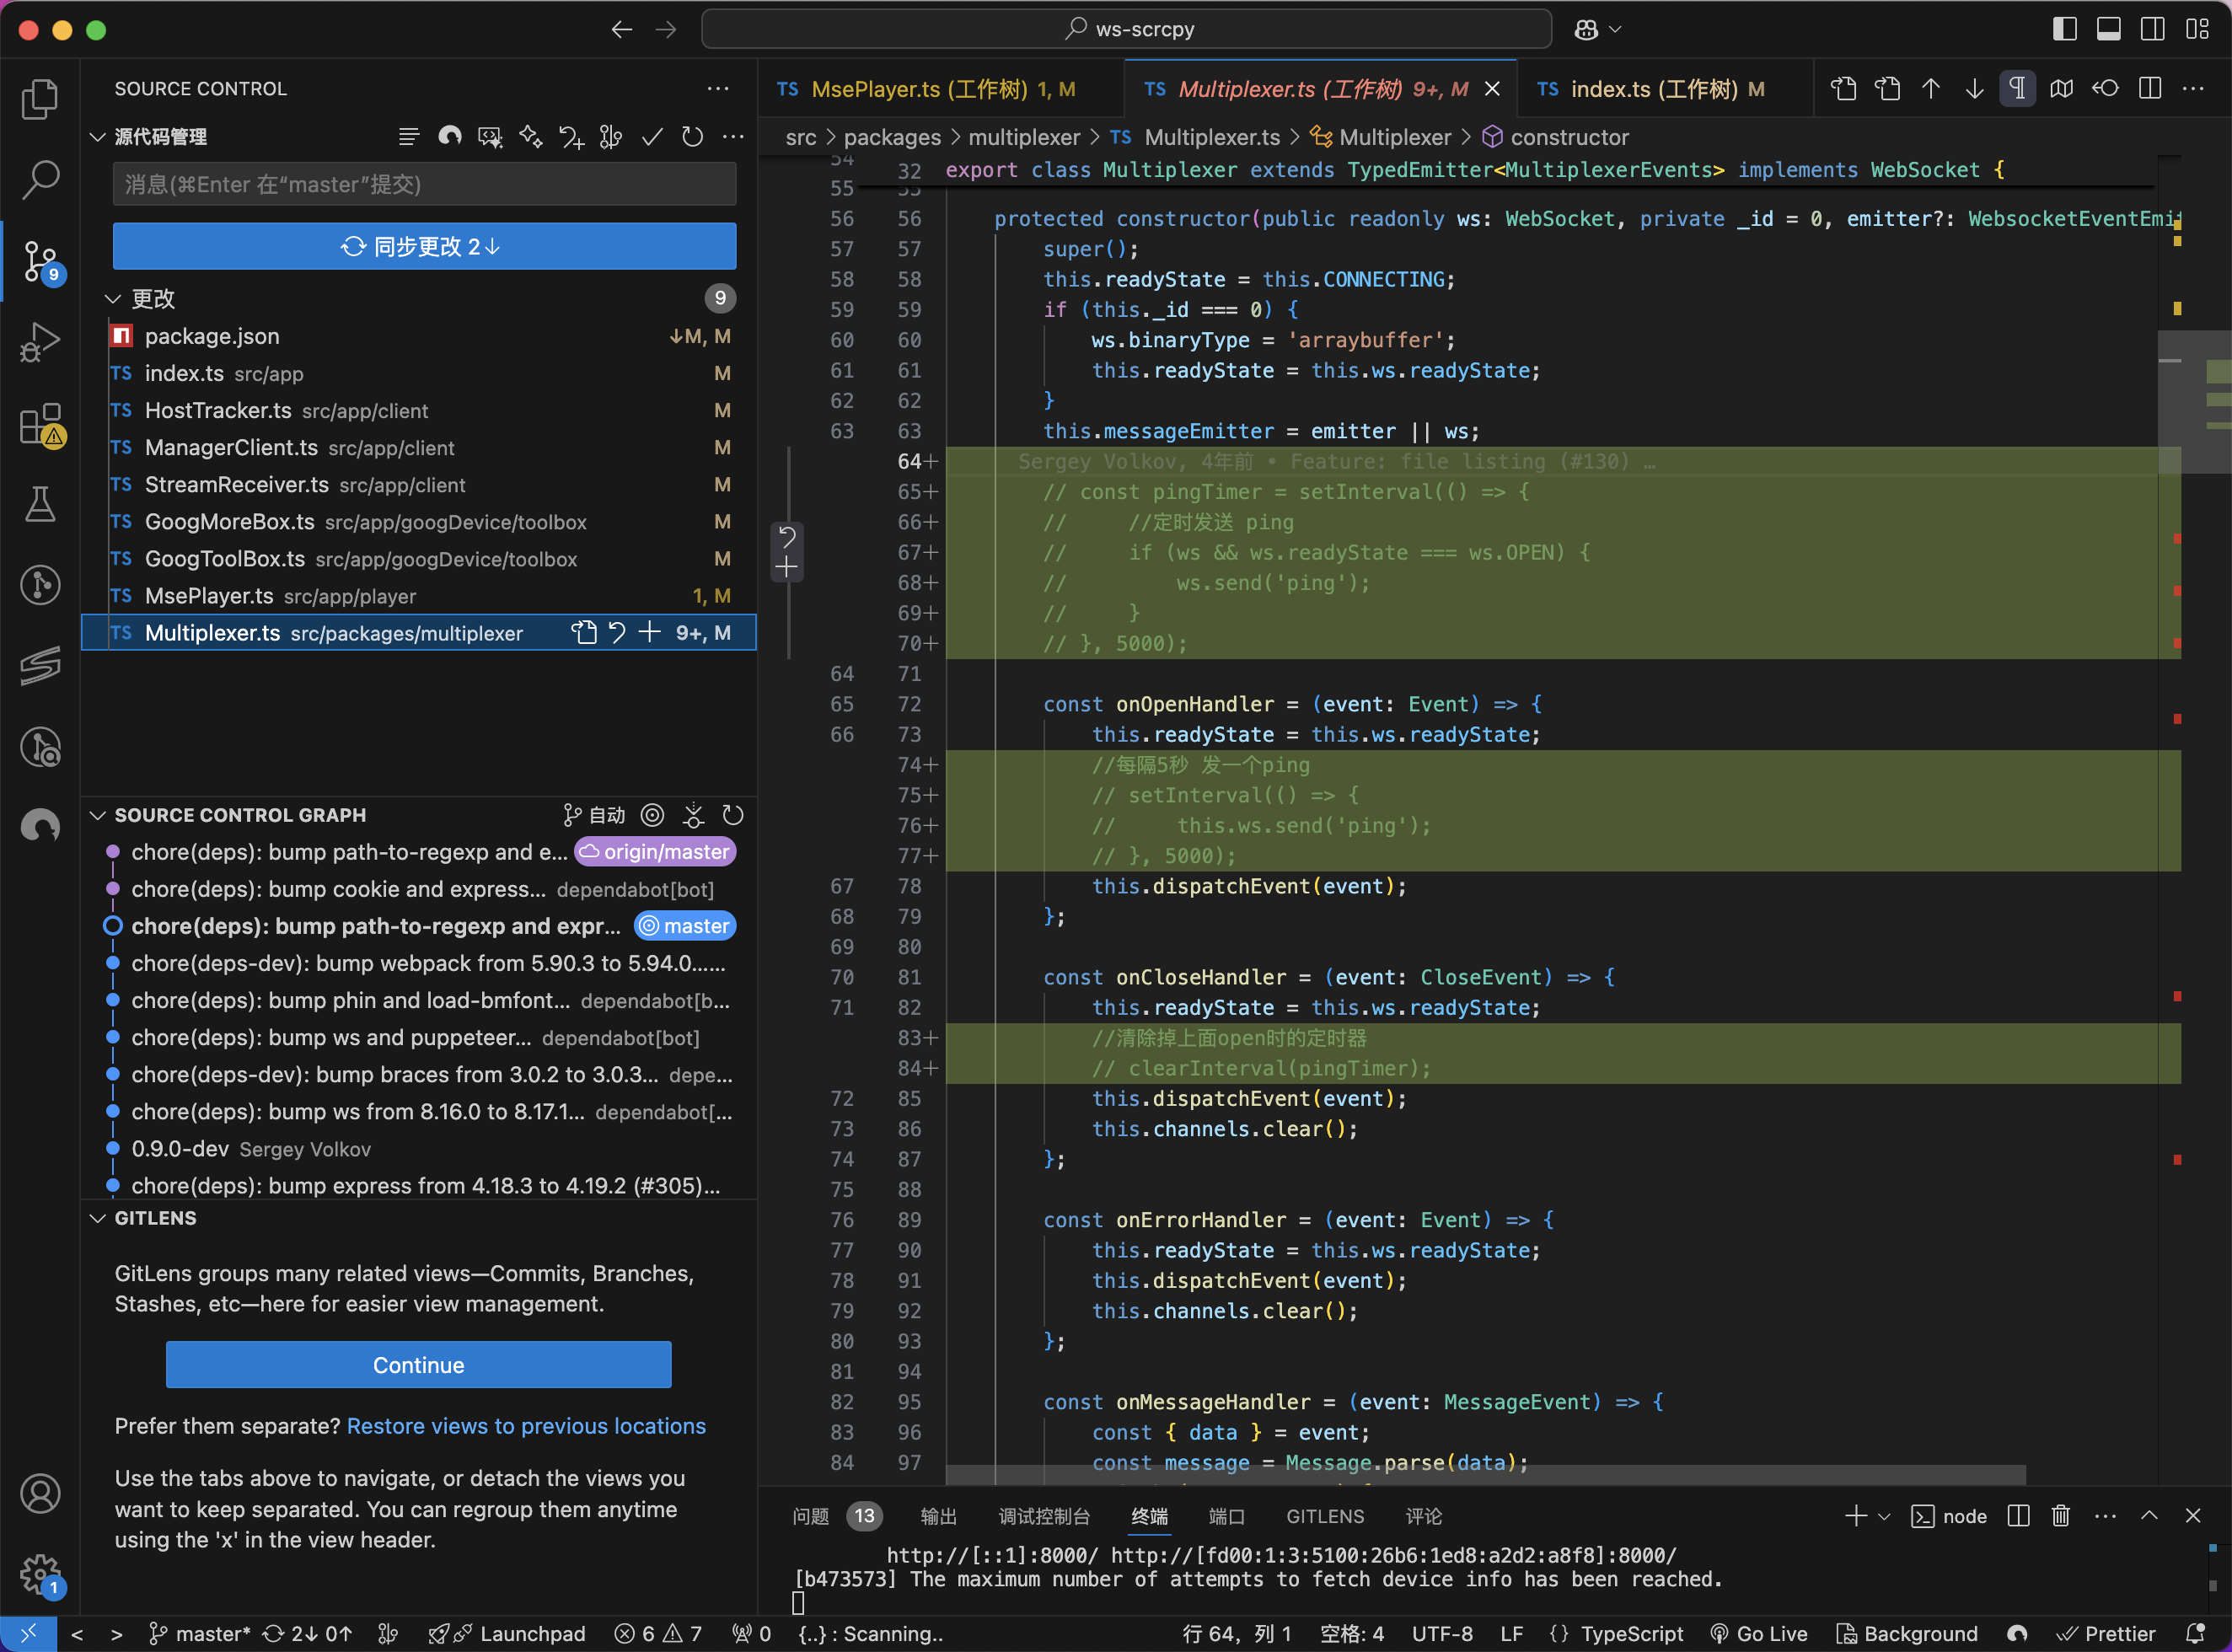 ws-scrcpy
SOURCE CONTROL
源代码管理
消息(⌘Enter 在“master”提交)
同步更改 2↓
更改 9
package.json ↓M, M
TS index.ts src/app M
TS HostTracker.ts src/app/client M
TS ManagerClient.ts src/app/client M
TS StreamReceiver.ts src/app/client M
TS GoogMoreBox.ts src/app/googDevice/toolbox M
TS GoogToolBox.ts src/app/googDevice/toolbox M
TS MsePlayer.ts src/app/player 1, M
TS Multiplexer.ts src/packages/multiplexer 9+, M
9
SOURCE CONTROL GRAPH 自动
chore(deps): bump path-to-regexp and e... origin/master
chore(deps): bump cookie and express... dependabot[bot]
chore(deps): bump path-to-regexp and expr... master
chore(deps-dev): bump webpack from 5.90.3 to 5.94.0......
chore(deps): bump phin and load-bmfont... dependabot[b...
chore(deps): bump ws and puppeteer... dependabot[bot]
chore(deps-dev): bump braces from 3.0.2 to 3.0.3... depe...
chore(deps): bump ws from 8.16.0 to 8.17.1... dependabot[...
0.9.0-dev Sergey Volkov
chore(deps): bump express from 4.18.3 to 4.19.2 (#305)...
GITLENS
GitLens groups many related views—Commits, Branches,
Stashes, etc—here for easier view management.
Continue
Prefer them separate? Restore views to previous locations
Use the tabs above to navigate, or detach the views you
want to keep separated. You can regroup them anytime
using the 'x' in the view header.
1
TS MsePlayer.ts (工作树) 1, M
TS Multiplexer.ts (工作树) 9+, M
TS index.ts (工作树) M
src > packages > multiplexer > TS Multiplexer.ts > Multiplexer > constructor
54
32 export class Multiplexer extends TypedEmitter<MultiplexerEvents> implements WebSocket {
55 55
56 56 protected constructor(public readonly ws: WebSocket, private _id = 0, emitter?: WebsocketEventEmit
57 57 super();
58 58 this.readyState = this.CONNECTING;
59 59 if (this._id === 0) {
60 60 ws.binaryType = 'arraybuffer';
61 61 this.readyState = this.ws.readyState;
62 62 }
63 63 this.messageEmitter = emitter || ws;
64+ Sergey Volkov, 4年前 • Feature: file listing (#130) …
65+ // const pingTimer = setInterval(() => {
66+ // //定时发送 ping
67+ // if (ws && ws.readyState === ws.OPEN) {
68+ // ws.send('ping');
69+ // }
70+ // }, 5000);
64 71
65 72 const onOpenHandler = (event: Event) => {
66 73 this.readyState = this.ws.readyState;
74+ //每隔5秒 发一个ping
75+ // setInterval(() => {
76+ // this.ws.send('ping');
77+ // }, 5000);
67 78 this.dispatchEvent(event);
68 79 };
69 80
70 81 const onCloseHandler = (event: CloseEvent) => {
71 82 this.readyState = this.ws.readyState;
83+ //清除掉上面open时的定时器
84+ // clearInterval(pingTimer);
72 85 this.dispatchEvent(event);
73 86 this.channels.clear();
74 87 };
75 88
76 89 const onErrorHandler = (event: Event) => {
77 90 this.readyState = this.ws.readyState;
78 91 this.dispatchEvent(event);
79 92 this.channels.clear();
80 93 };
81 94
82 95 const onMessageHandler = (event: MessageEvent) => {
83 96 const { data } = event;
84 97 const message = Message.parse(data);
问题 13 输出 调试控制台 终端 端口 GITLENS 评论 node
http://[::1]:8000/ http://[fd00:1:3:5100:26b6:1ed8:a2d2:a8f8]:8000/
[b473573] The maximum number of attempts to fetch device info has been reached.
< > master* 2↓ 0↑ Launchpad 6 7 0 {..} : Scanning.. 行 64, 列 1 空格: 4 UTF-8 LF {} TypeScript Go Live Background Prettier